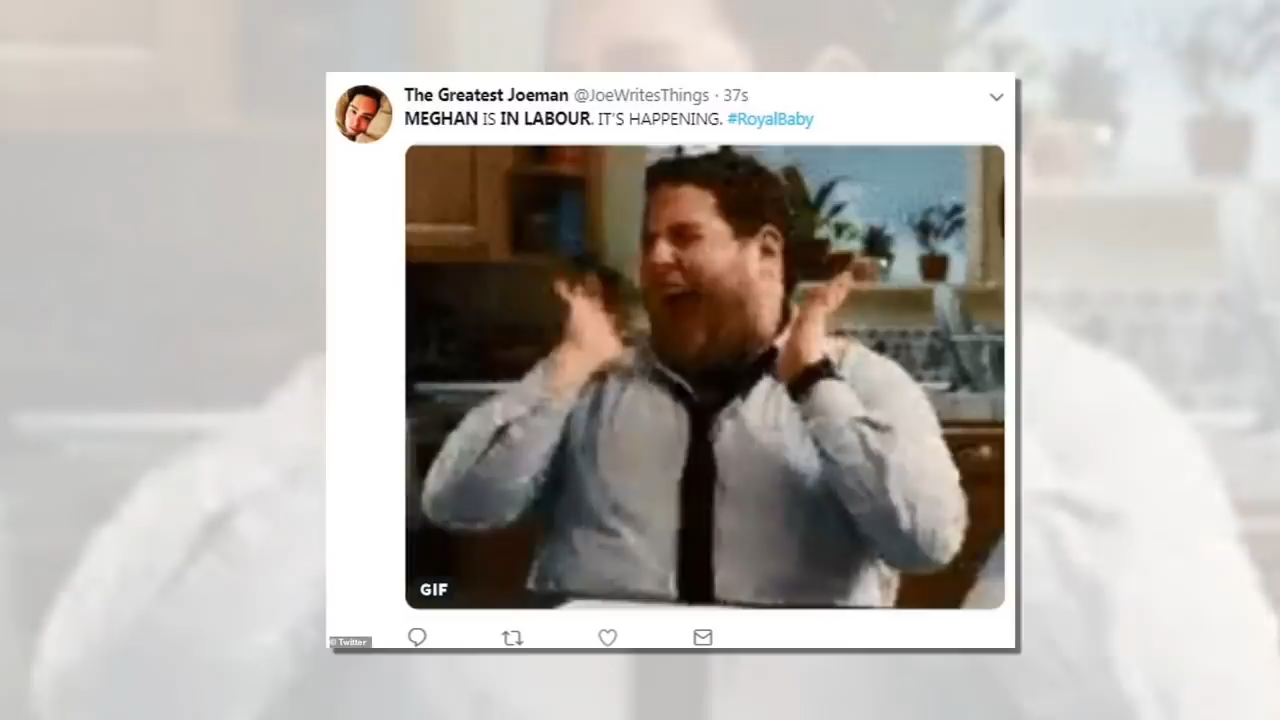 The Greatest Joeman @JoeWritesThings · 37s
MEGHAN IS IN LABOUR. IT'S HAPPENING. #RoyalBaby
GIF
© Twitter